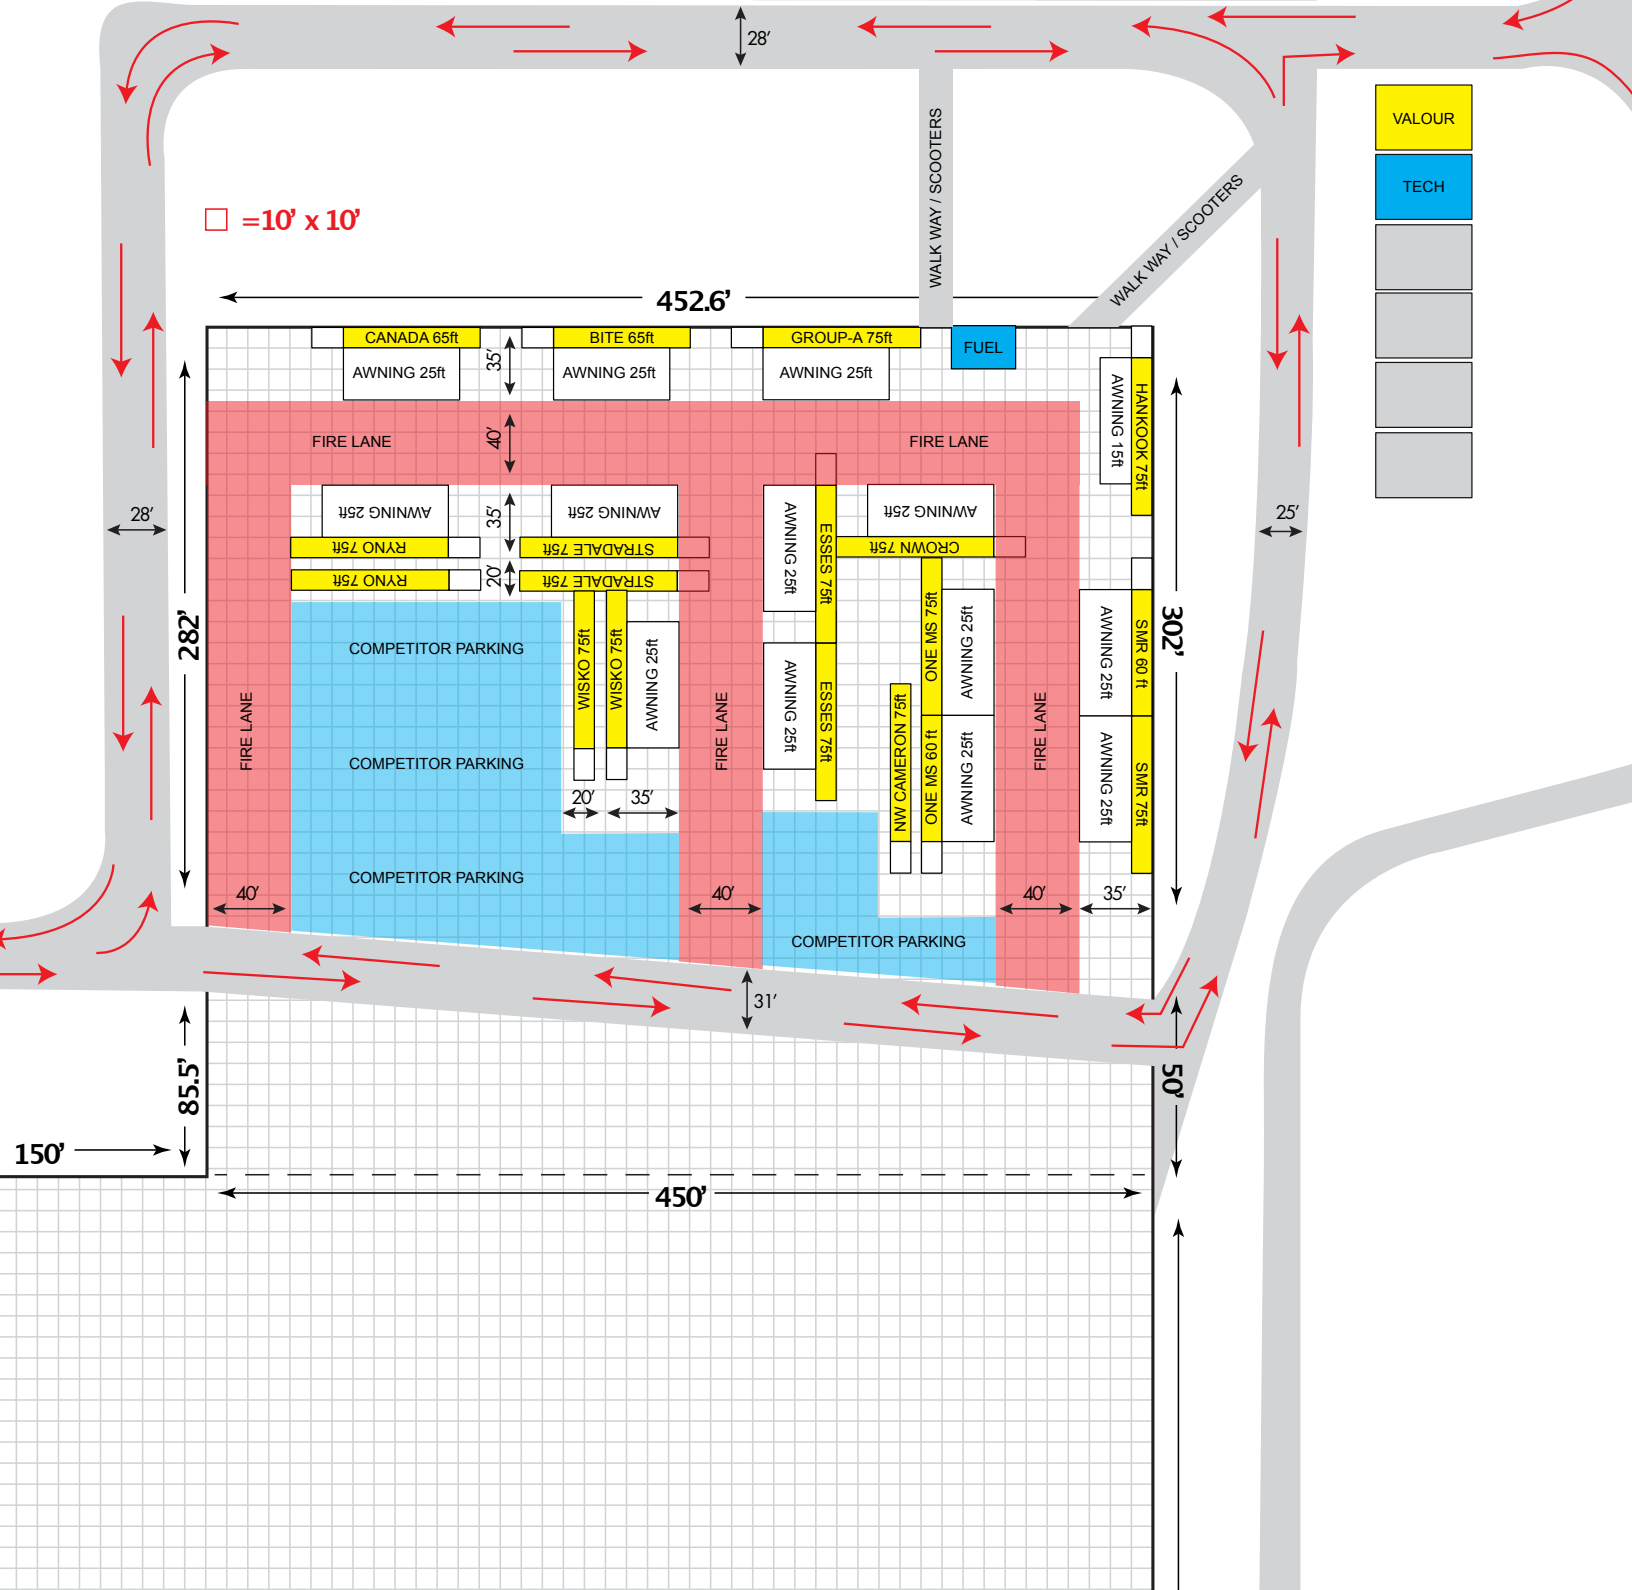 28’
VALOUR
TECH
WALK WAY / SCOOTERS
WALK WAY / SCOOTERS
=10’ x 10’
452.6’
CANADA 65ft
BITE 65ft
GROUP-A 75ft
FUEL
AWNING 25ft
35’
AWNING 25ft
AWNING 25ft
AWNING 15ft
HANKOOK 75ft
FIRE LANE
40’
FIRE LANE
28’
25’
AWNING 25ft
35’
AWNING 25ft
AWNING 25ft
ESSES 75ft
AWNING 25ft
RYNO 75ft
STRADALE 75ft
CROWN 75ft
RYNO 75ft
20’
STRADALE 75ft
282’
302’
COMPETITOR PARKING
WISKO 75ft
WISKO 75ft
AWNING 25ft
ONE MS 75ft
AWNING 25ft
AWNING 25ft
SMR 60 ft
FIRE LANE
FIRE LANE
AWNING 25ft
ESSES 75ft
FIRE LANE
COMPETITOR PARKING
NW CAMERON 75ft
ONE MS 60 ft
AWNING 25ft
AWNING 25ft
SMR 75ft
20’
35’
COMPETITOR PARKING
40’
40’
40’
35’
COMPETITOR PARKING
31’
85.5’
50’
150’
450’